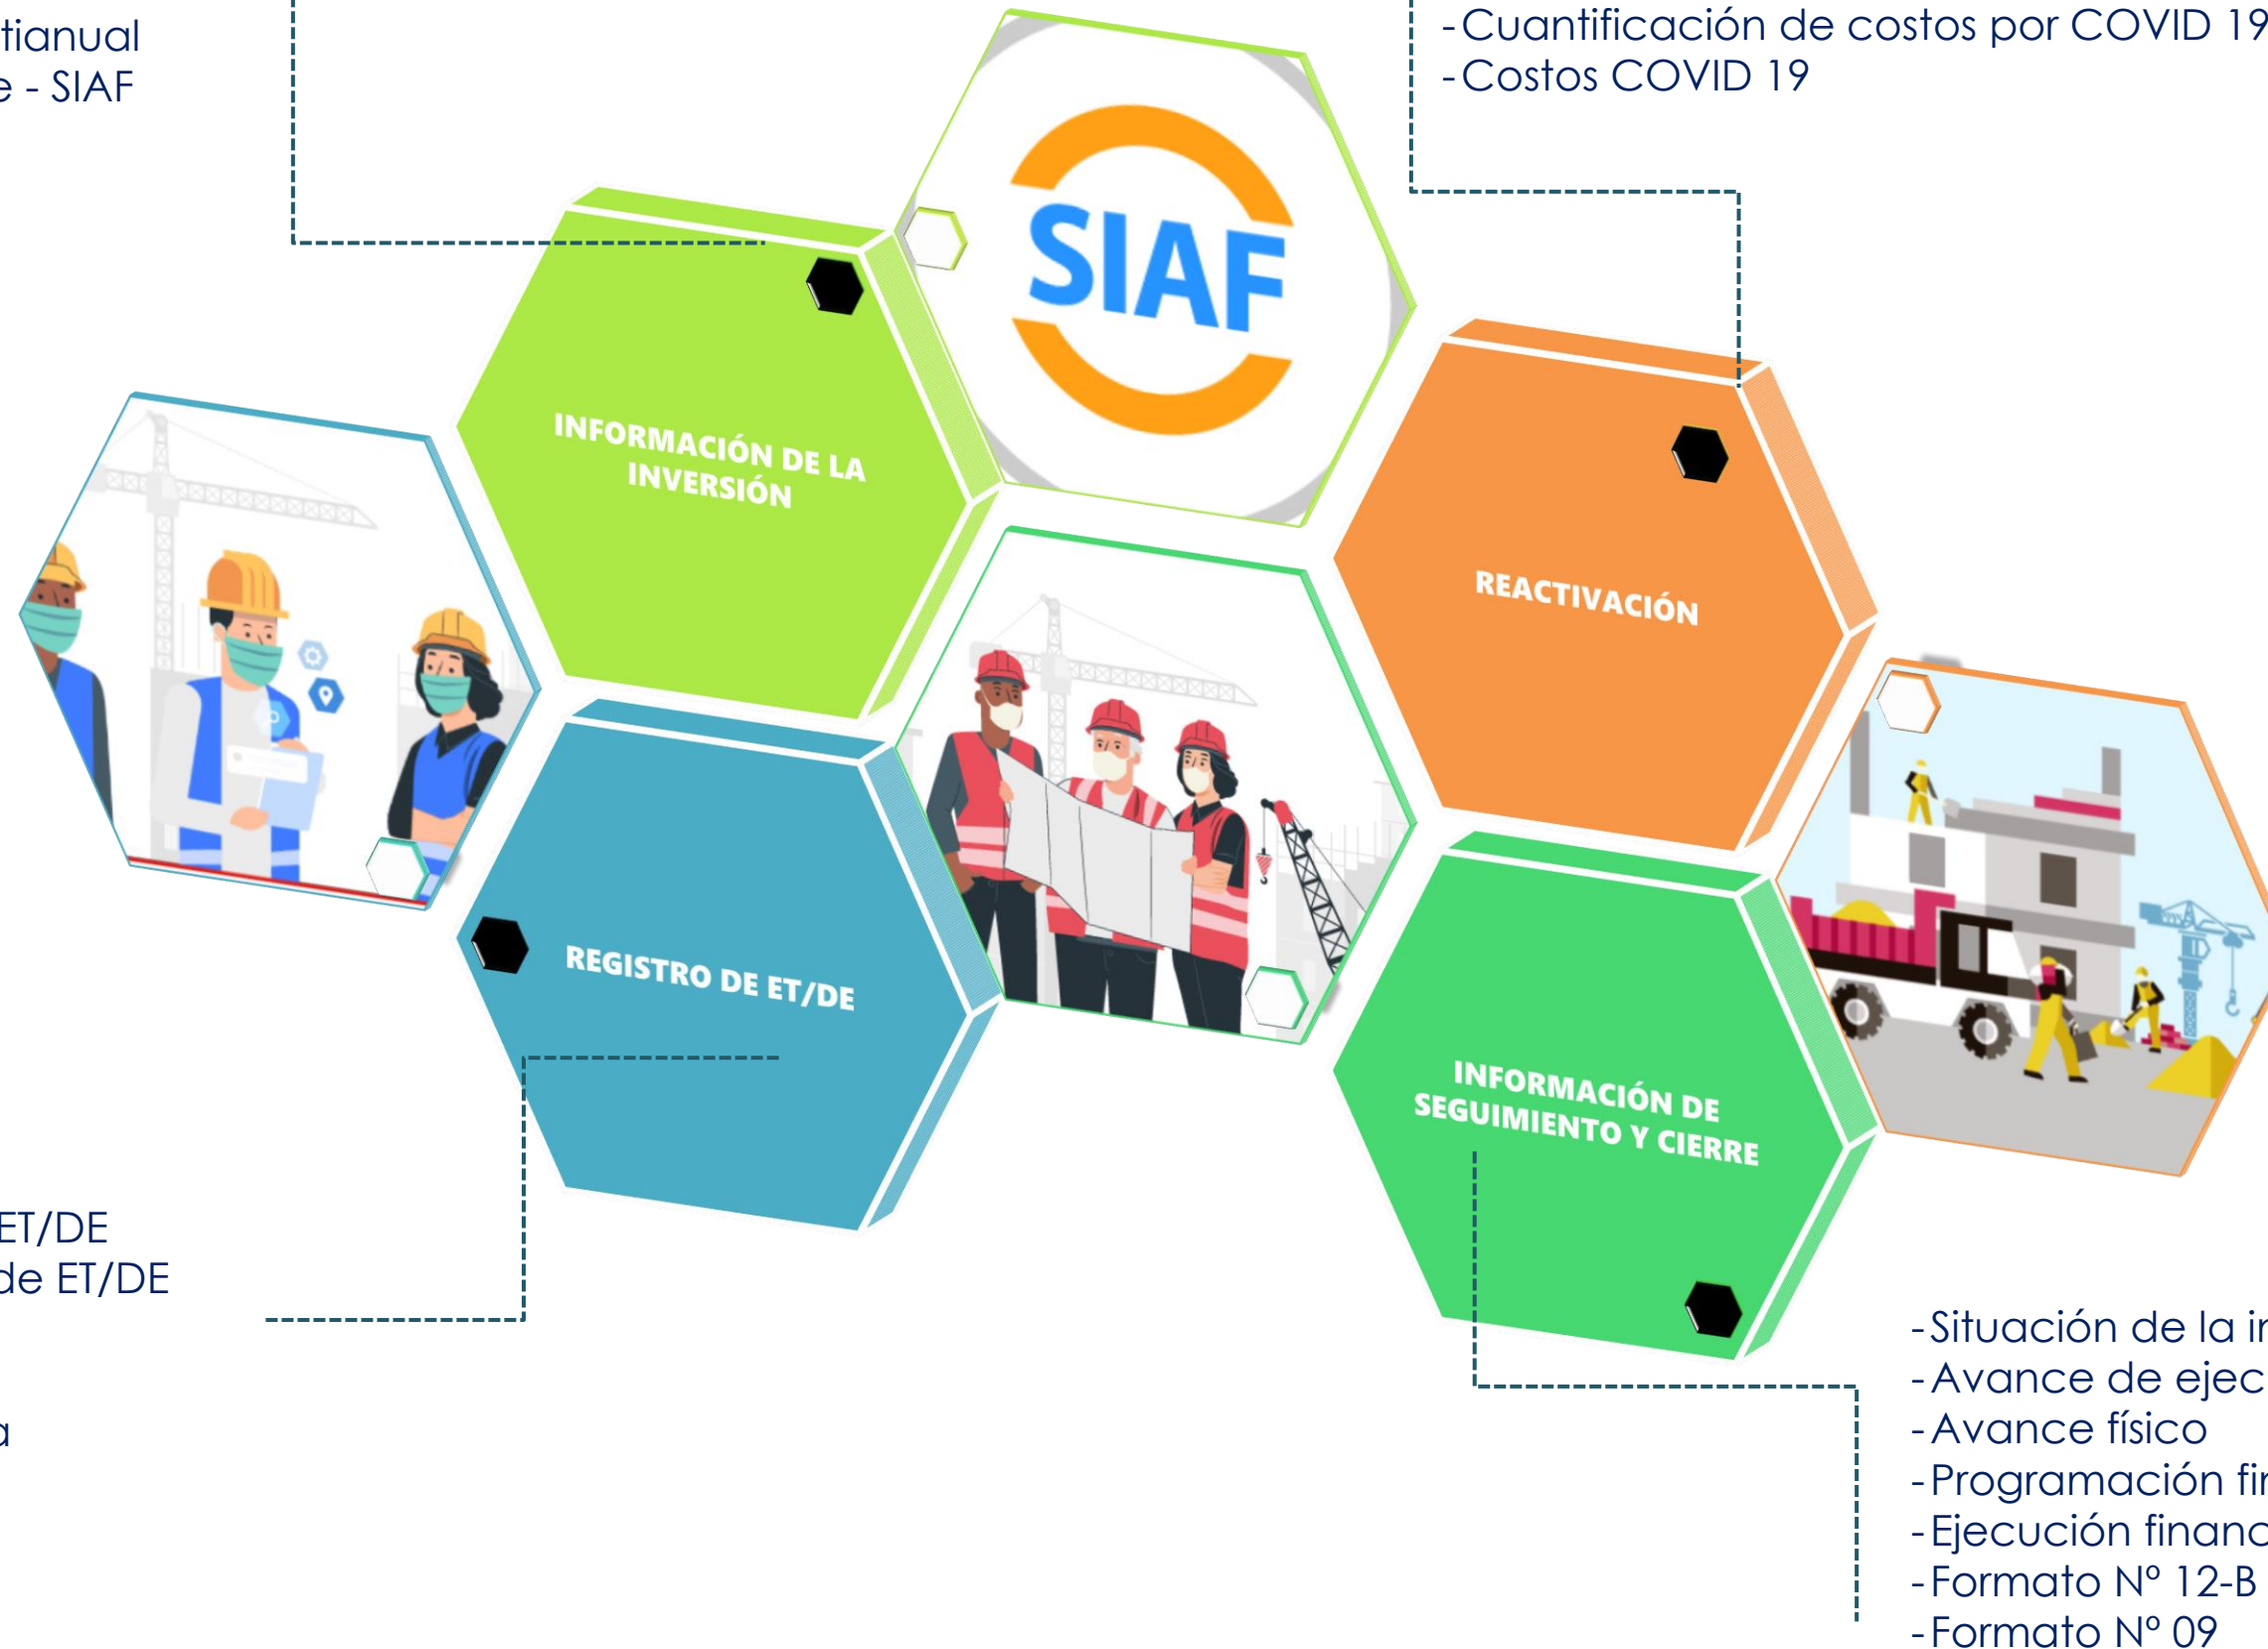 - SIAF
- Cuantificación de costos por COVID 19
- Costos COVID 19
SIAF
INFORMACIÓN DE LA
INVERSIÓN
REACTIVACIÓN
REGISTRO DE ET/DE
INFORMACIÓN DE
SEGUIMIENTO Y CIERRE
ET/DE
de ET/DE
- Situación de la
- Avance de
- Avance físico
- Programación
- Ejecución
- Formato Nº 12-B
- Formato Nº 09